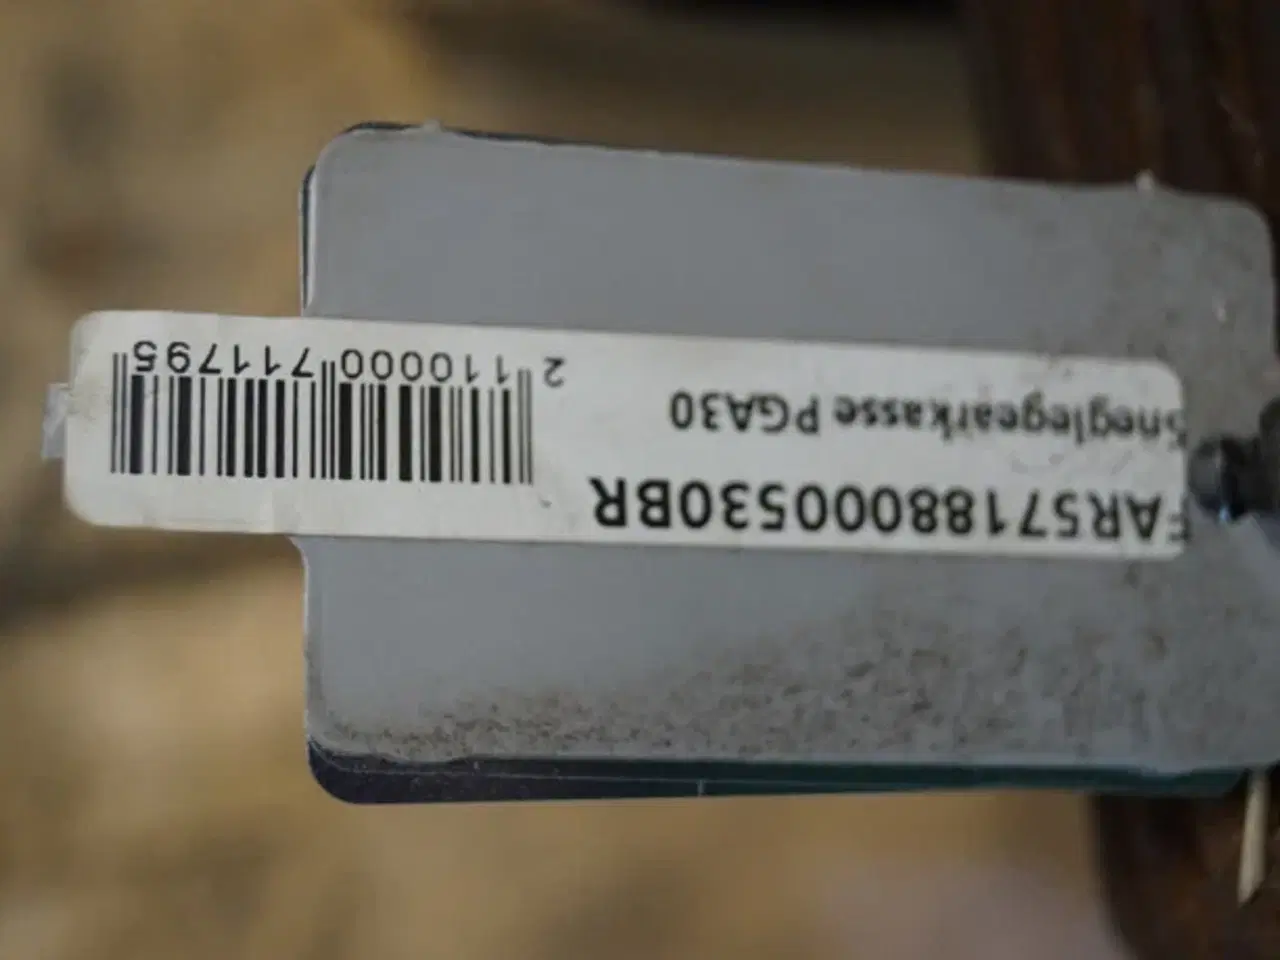 FAR57188000530BR
Sneglegearkasse PGA30
2 110000 711795